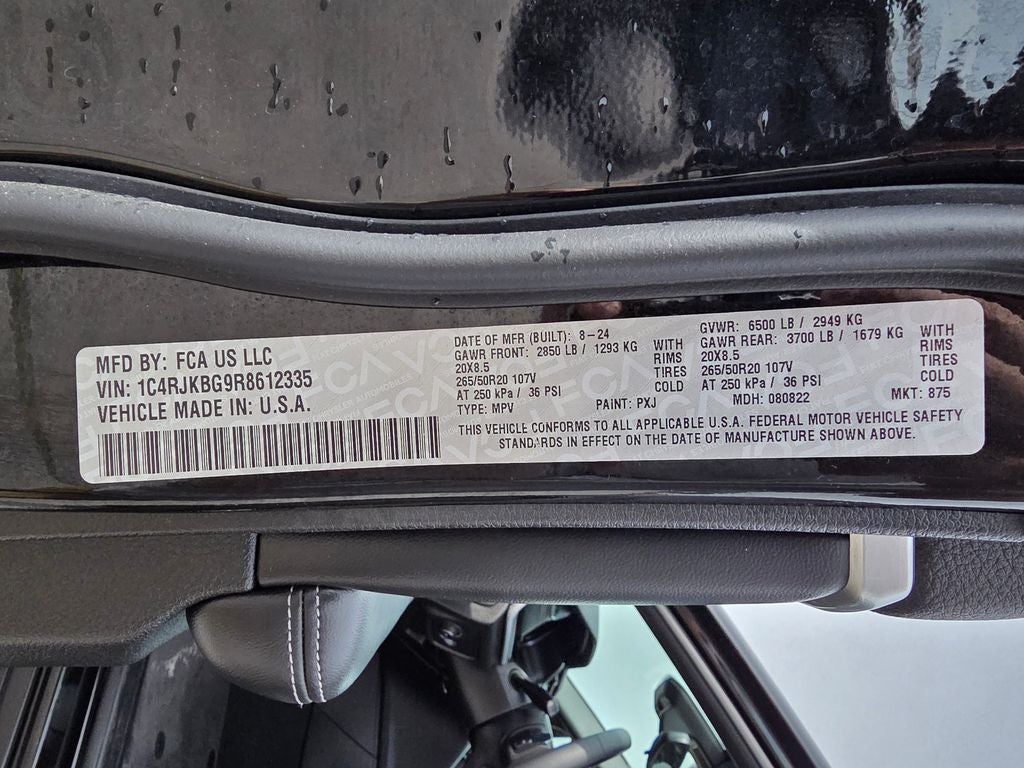 MFD BY: FCA US LLC
VIN: 1C4RJKBG9R8612335
VEHICLE MADE IN: U.S.A.
DATE OF MFR (BUILT): 8-24
GAWR FRONT: 2850 LB / 1293 KG WITH
20X8.5 RIMS
265/50R20 107V TIRES
AT 250 kPa / 36 PSI COLD
TYPE: MPV PAINT: PXJ
GVWR: 6500 LB / 2949 KG
GAWR REAR: 3700 LB / 1679 KG WITH
20X8.5 RIMS
265/50R20 107V TIRES
AT 250 kPa / 36 PSI COLD
MDH: 080822 MKT: 875
THIS VEHICLE CONFORMS TO ALL APPLICABLE U.S.A. FEDERAL MOTOR VEHICLE SAFETY
STANDARDS IN EFFECT ON THE DATE OF MANUFACTURE SHOWN ABOVE.